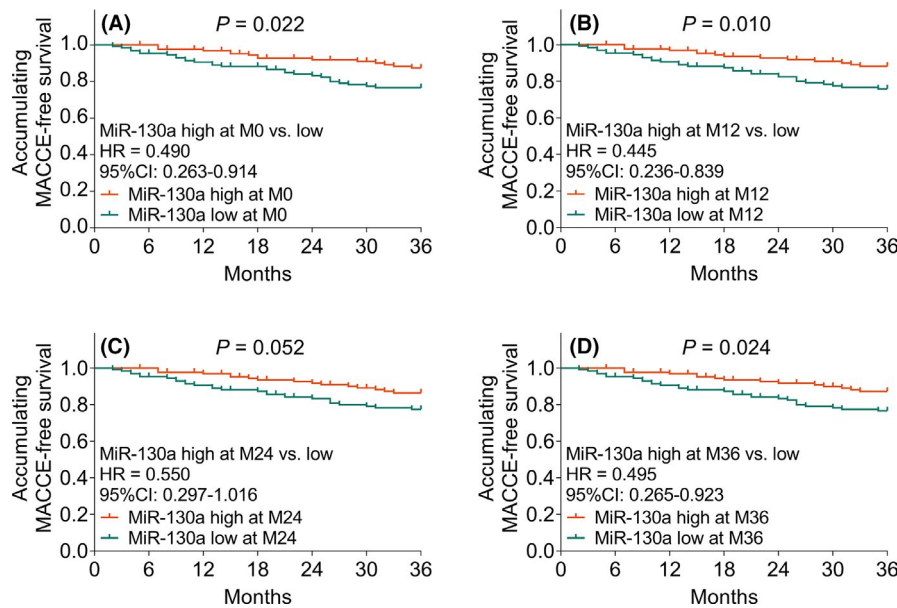 (A)
P = 0.022
Accumulating
MACCE-free survival
1.0
0.8
0.6
0.4
0.2
0.0
MiR-130a high at M0 vs. low
HR = 0.490
95%CI: 0.263-0.914
MiR-130a high at M0
MiR-130a low at M0
0 6 12 18 24 30 36
Months
(B)
P = 0.010
Accumulating
MACCE-free survival
1.0
0.8
0.6
0.4
0.2
0.0
MiR-130a high at M12 vs. low
HR = 0.445
95%CI: 0.236-0.839
MiR-130a high at M12
MiR-130a low at M12
0 6 12 18 24 30 36
Months
(C)
P = 0.052
Accumulating
MACCE-free survival
1.0
0.8
0.6
0.4
0.2
0.0
MiR-130a high at M24 vs. low
HR = 0.550
95%CI: 0.297-1.016
MiR-130a high at M24
MiR-130a low at M24
0 6 12 18 24 30 36
Months
(D)
P = 0.024
Accumulating
MACCE-free survival
1.0
0.8
0.6
0.4
0.2
0.0
MiR-130a high at M36 vs. low
HR = 0.495
95%CI: 0.265-0.923
MiR-130a high at M36
MiR-130a low at M36
0 6 12 18 24 30 36
Months